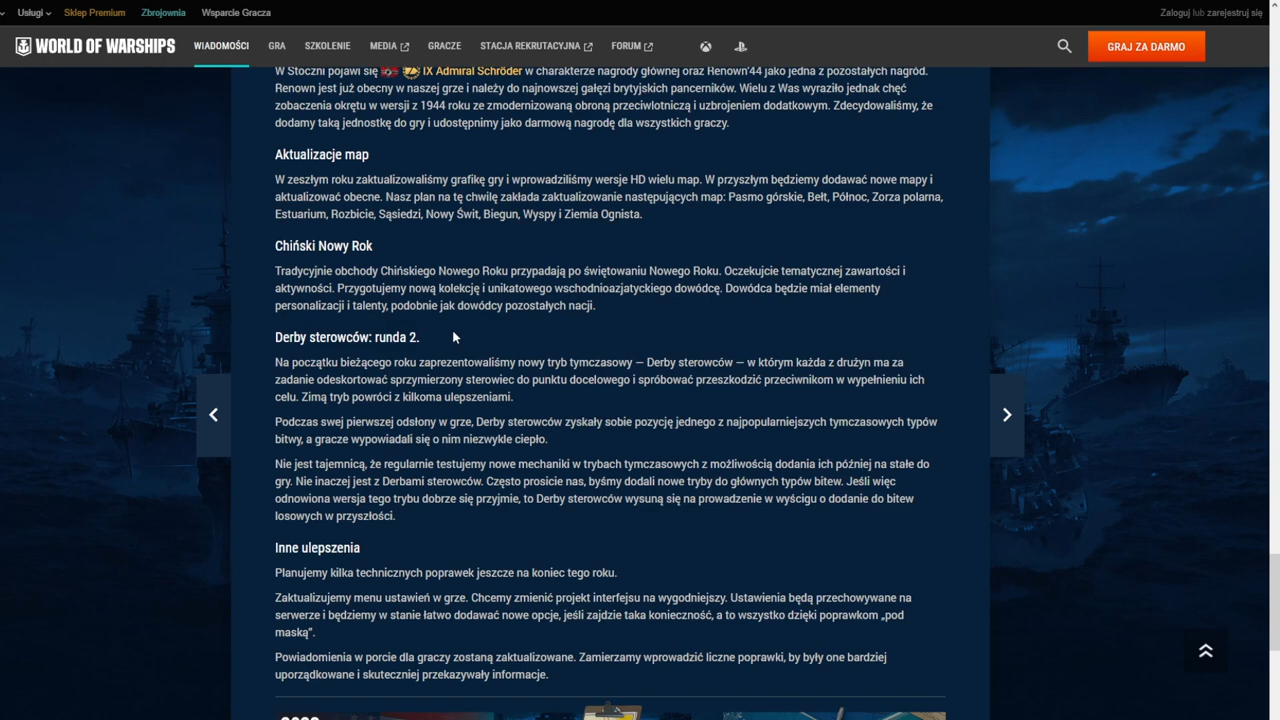 Usługi
Sklep Premium
Zbrojownia
Wsparcie Gracza
Zaloguj lub zarejestruj się
WORLD OF WARSHIPS
WIADOMOŚCI
GRA
SZKOLENIE
MEDIA
GRACZE
STACJA REKRUTACYJNA
FORUM
GRAJ ZA DARMO
W Stoczni pojawi się IX Admiral Schröder w charakterze nagrody głównej oraz Renown'44 jako jedna z pozostałych nagród.
Renown jest już obecny w naszej grze i należy do najnowszej gałęzi brytyjskich pancerników. Wielu z Was wyraziło jednak chęć
zobaczenia okrętu w wersji z 1944 roku ze zmodernizowaną obroną przeciwlotniczą i uzbrojeniem dodatkowym. Zdecydowaliśmy, że
dodamy taką jednostkę do gry i udostępnimy jako darmową nagrodę dla wszystkich graczy.
Aktualizacje map
W zeszłym roku zaktualizowaliśmy grafikę gry i wprowadziliśmy wersje HD wielu map. W przyszłym będziemy dodawać nowe mapy i
aktualizować obecne. Nasz plan na tę chwilę zakłada zaktualizowanie następujących map: Pasmo górskie, Bełt, Północ, Zorza polarna,
Estuarium, Rozbicie, Sąsiedzi, Nowy Świt, Biegun, Wyspy i Ziemia Ognista.
Chiński Nowy Rok
Tradycyjnie obchody Chińskiego Nowego Roku przypadają po świętowaniu Nowego Roku. Oczekujcie tematycznej zawartości i
aktywności. Przygotujemy nową kolekcję i unikatowego wschodnioazjatyckiego dowódcę. Dowódca będzie miał elementy
personalizacji i talenty, podobnie jak dowódcy pozostałych nacji.
Derby sterowców: runda 2.
Na początku bieżącego roku zaprezentowaliśmy nowy tryb tymczasowy — Derby sterowców — w którym każda z drużyn ma za
zadanie odeskortować sprzymierzony sterowiec do punktu docelowego i spróbować przeszkodzić przeciwnikom w wypełnieniu ich
celu. Zimą tryb powróci z kilkoma ulepszeniami.
Podczas swej pierwszej odsłony w grze, Derby sterowców zyskały sobie pozycję jednego z najpopularniejszych tymczasowych typów
bitwy, a gracze wypowiadali się o nim niezwykle ciepło.
Nie jest tajemnicą, że regularnie testujemy nowe mechaniki w trybach tymczasowych z możliwością dodania ich później na stałe do
gry. Nie inaczej jest z Derbami sterowców. Często prosicie nas, byśmy dodali nowe tryby do głównych typów bitew. Jeśli więc
odnowiona wersja tego trybu dobrze się przyjmie, to Derby sterowców wysuną się na prowadzenie w wyścigu o dodanie do bitew
losowych w przyszłości.
Inne ulepszenia
Planujemy kilka technicznych poprawek jeszcze na koniec tego roku.
Zaktualizujemy menu ustawień w grze. Chcemy zmienić projekt interfejsu na wygodniejszy. Ustawienia będą przechowywane na
serwerze i będziemy w stanie łatwo dodawać nowe opcje, jeśli zajdzie taka konieczność, a to wszystko dzięki poprawkom „pod
maską”.
Powiadomienia w porcie dla graczy zostaną zaktualizowane. Zamierzamy wprowadzić liczne poprawki, by były one bardziej
uporządkowane i skuteczniej przekazywały informacje.